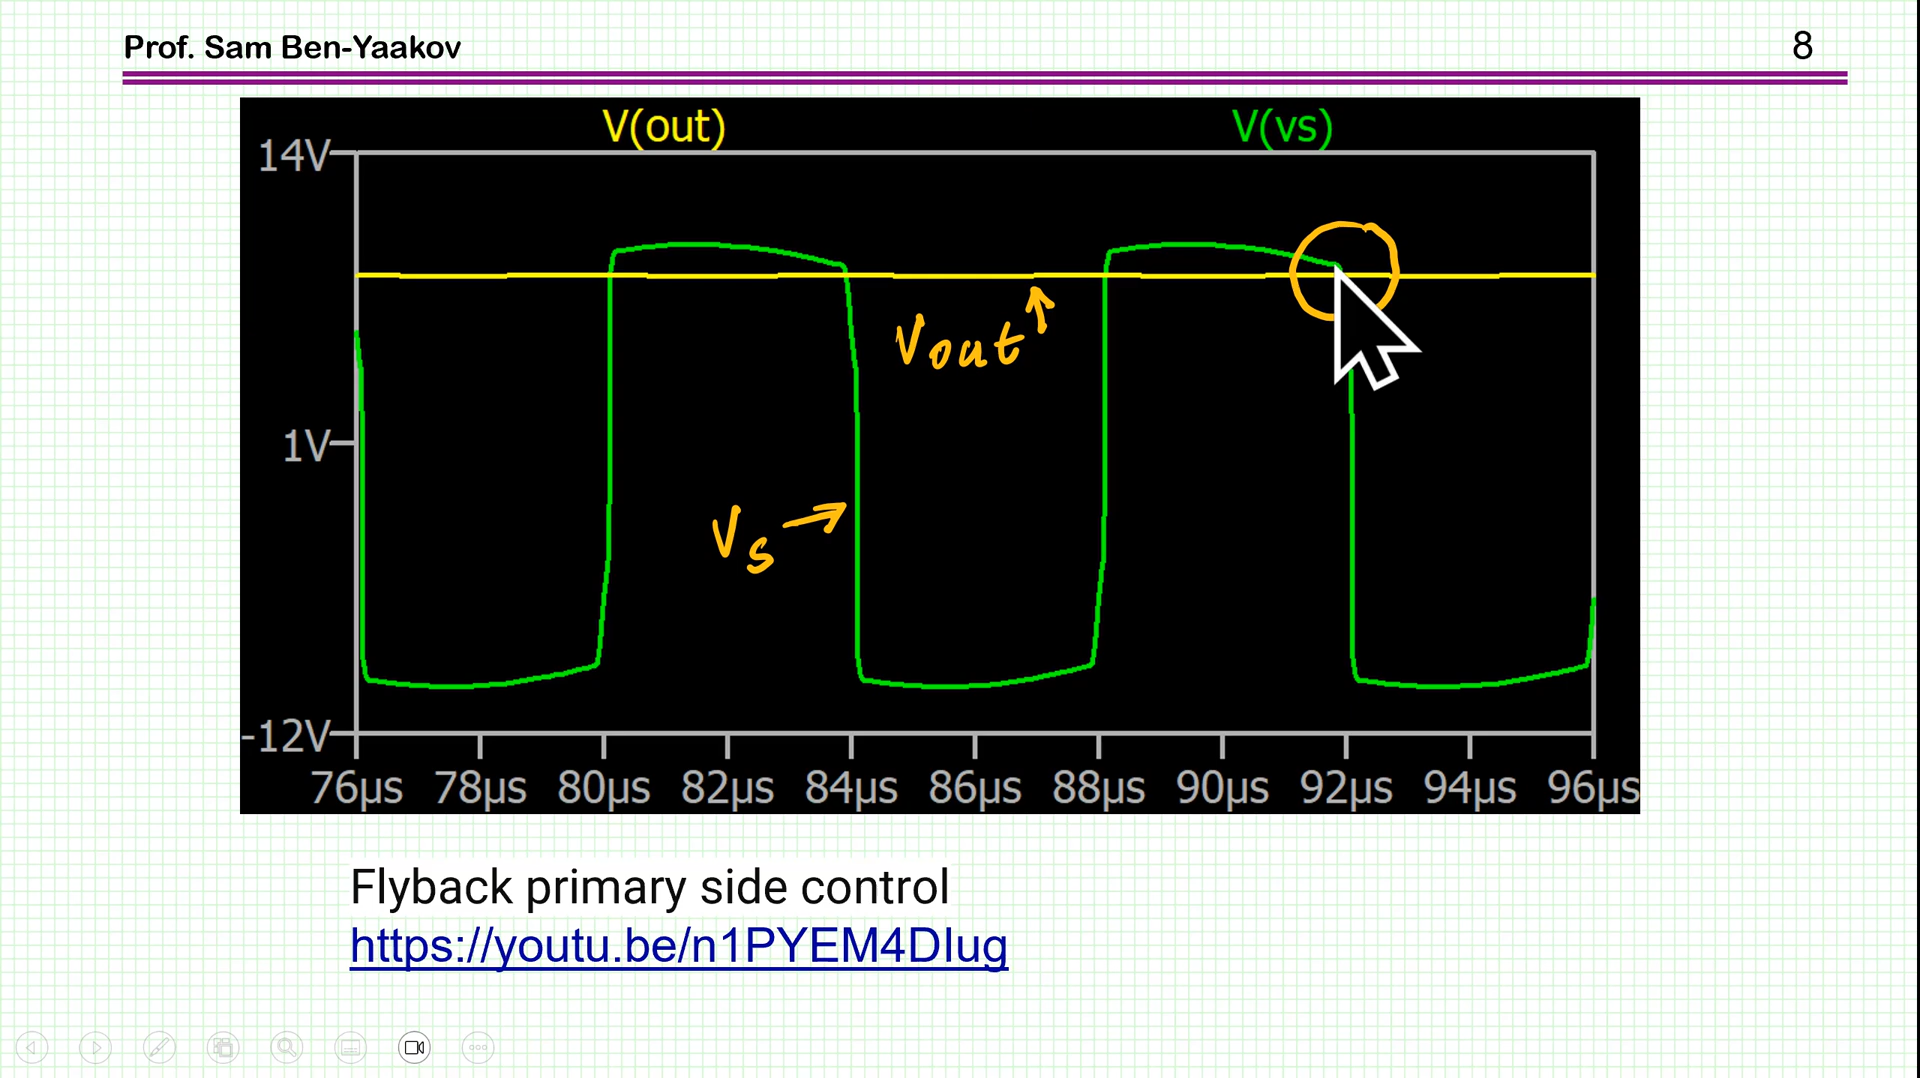 Prof. Sam Ben-Yaakov
8
V(out)
V(vs)
14V
Vout
1V
Vs
-12V
76µs 78µs 80µs 82µs 84µs 86µs 88µs 90µs 92µs 94µs 96µs
Flyback primary side control
https://youtu.be/n1PYEM4DIug